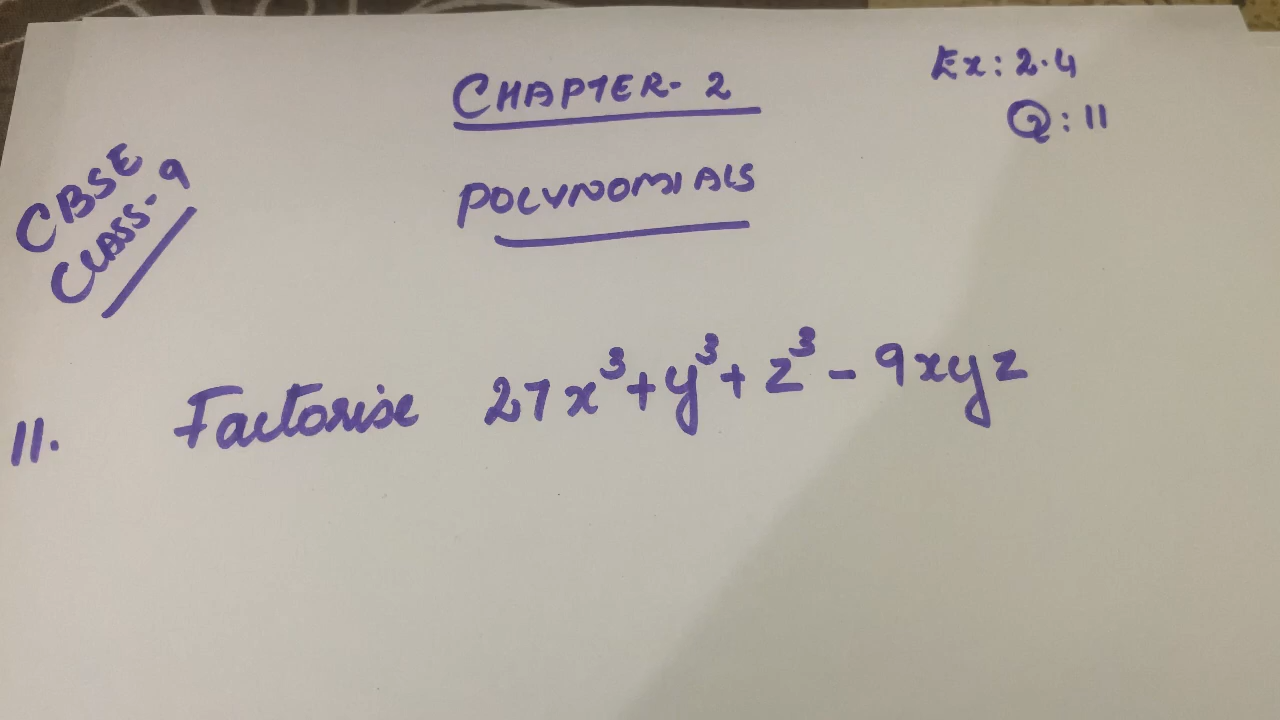 CHAPTER- 2
Ex: 2.4
Q: 11
CBSE
CLASS- 9
POLYNOMIALS
11. Factorise 27x³+y³+z³-9xyz